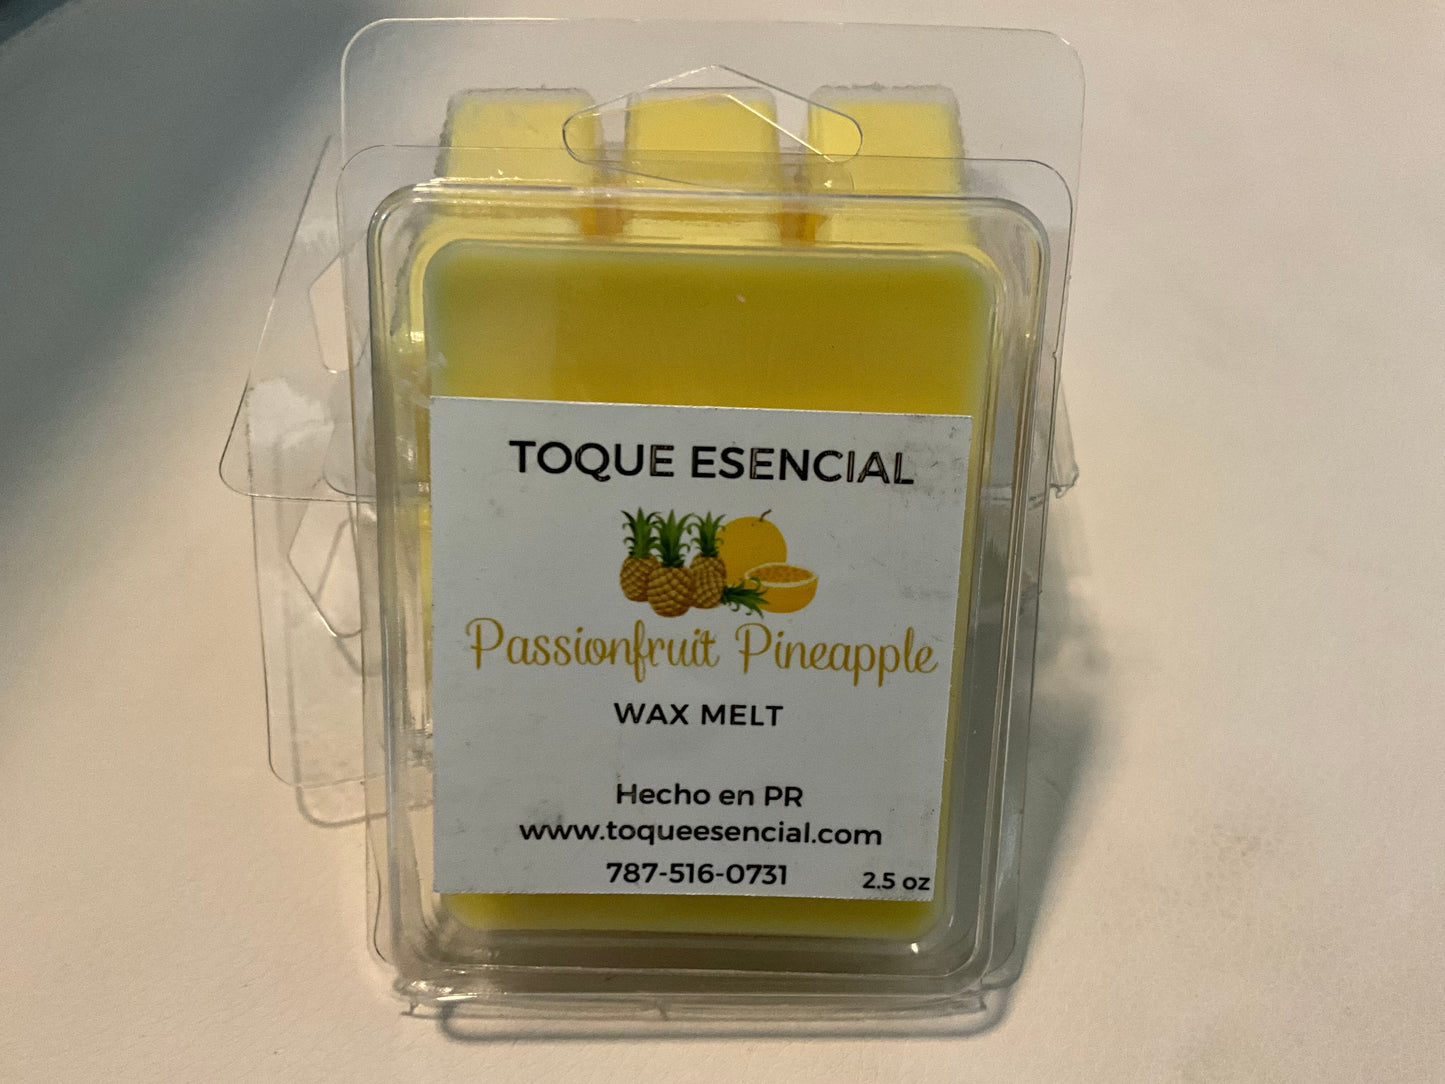 TOQUE ESENCIAL
Passionfruit Pineapple
WAX MELT
Hecho en PR
www.toqueesencial.com
787-516-0731
2.5 oz